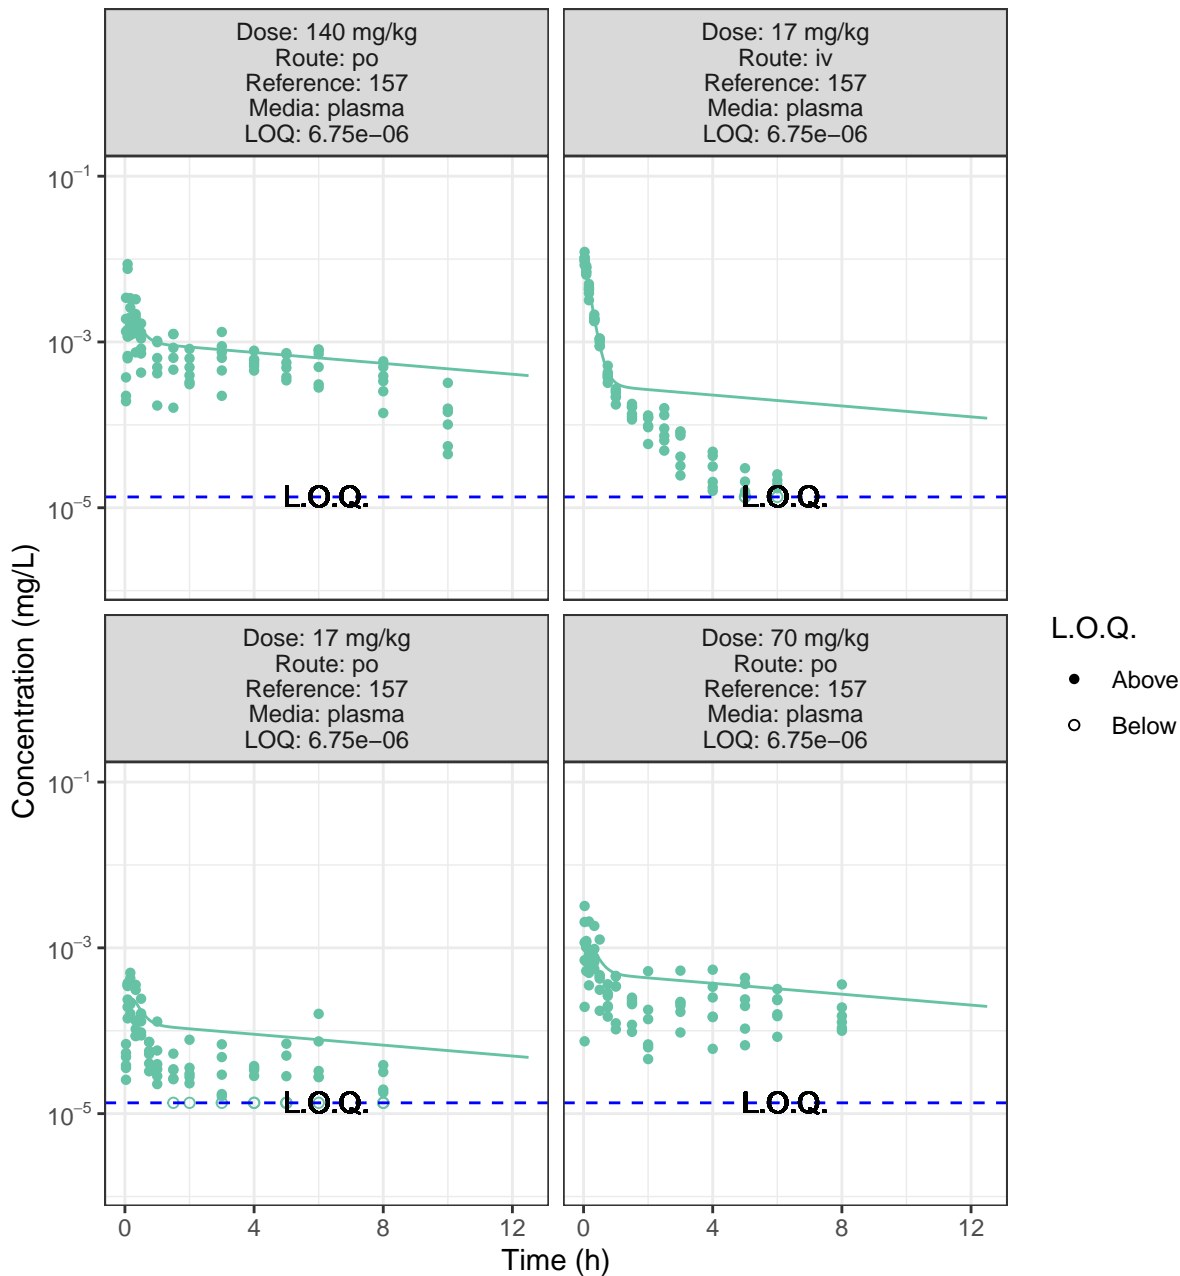 Dose: 140 mg/kg
Route: po
Reference: 157
Media: plasma
LOQ: 6.75e−06
Dose: 17 mg/kg
Route: iv
Reference: 157
Media: plasma
LOQ: 6.75e−06
10⁻¹
10⁻³
10⁻⁵
L.O.Q.
L.O.Q.
Dose: 17 mg/kg
Route: po
Reference: 157
Media: plasma
LOQ: 6.75e−06
Dose: 70 mg/kg
Route: po
Reference: 157
Media: plasma
LOQ: 6.75e−06
10⁻¹
10⁻³
10⁻⁵
L.O.Q.
L.O.Q.
0 4 8 12
0 4 8 12
Time (h)
Concentration (mg/L)
L.O.Q.
Above
Below